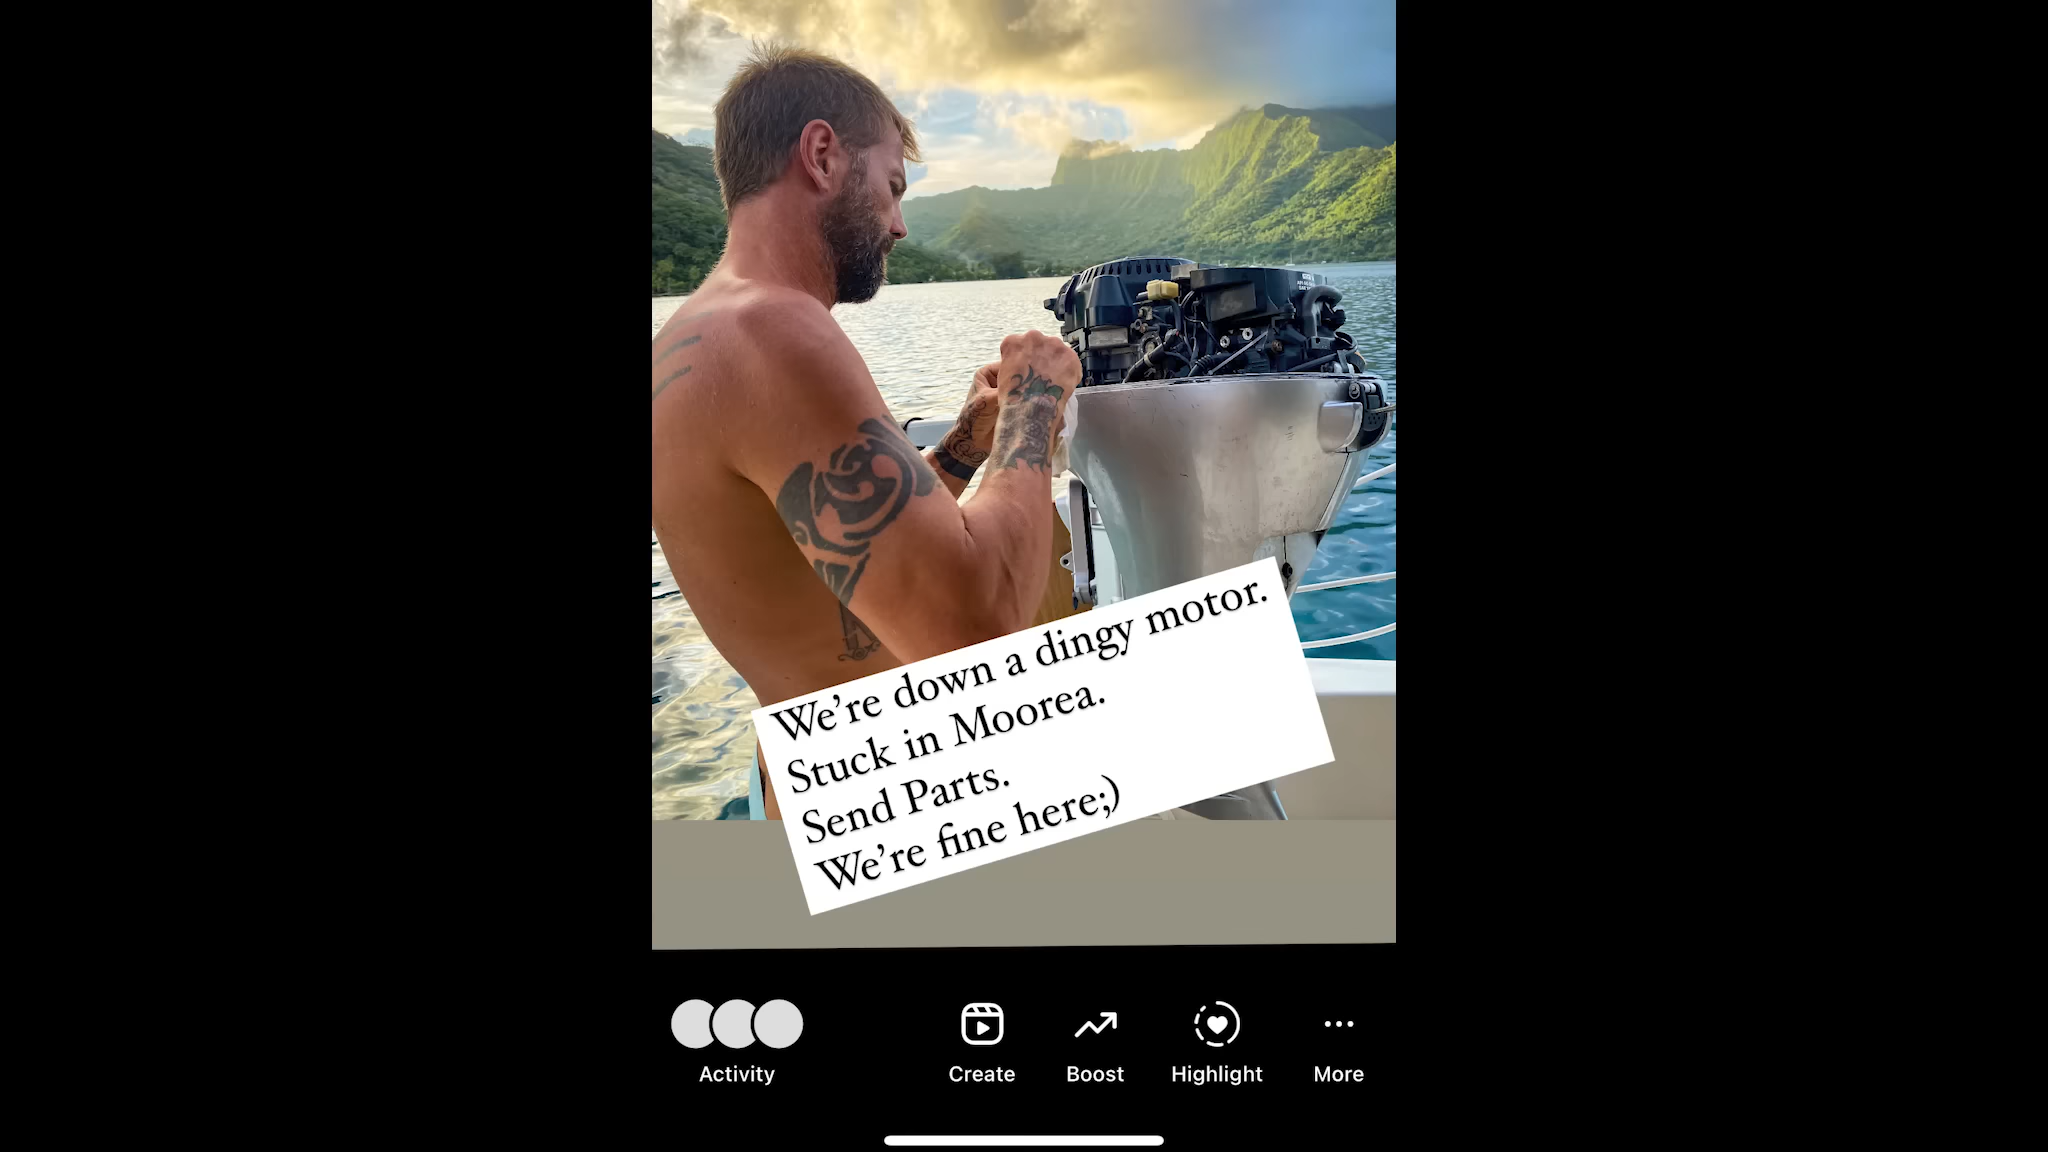 We're down a dingy motor.
Stuck in Moorea.
Send Parts.
We're fine here;)
Activity
Create
Boost
Highlight
More